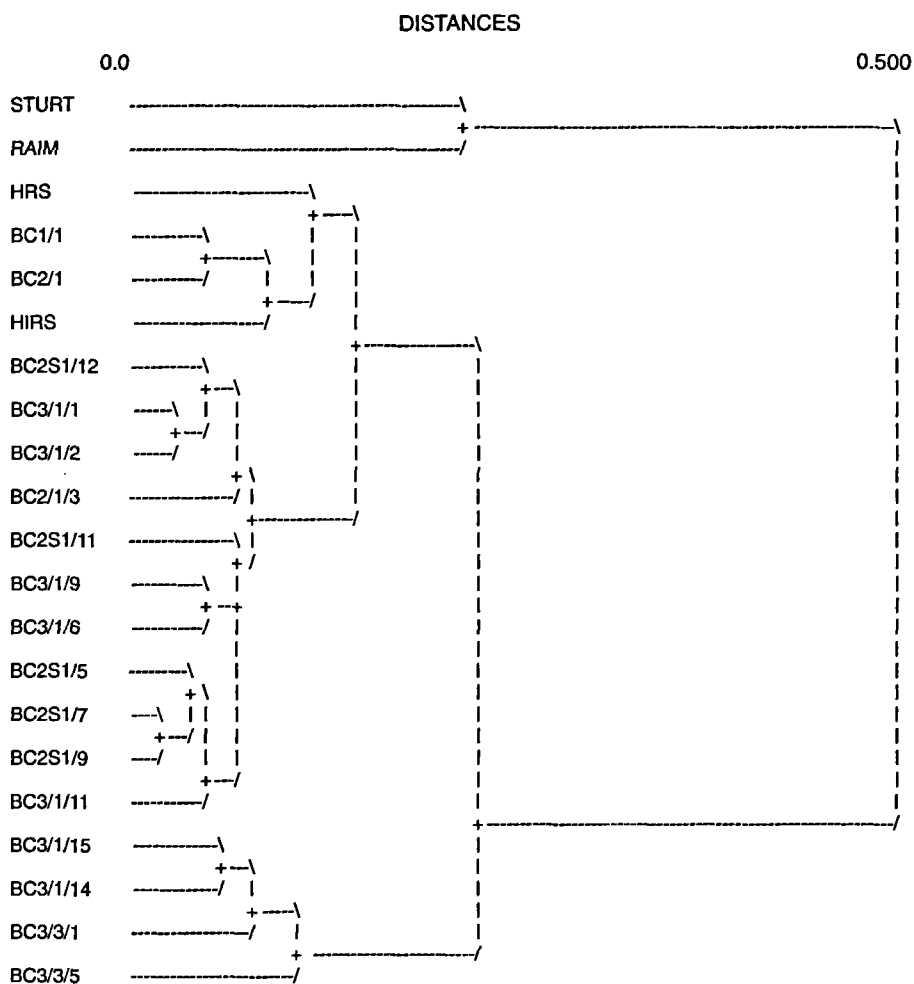 DISTANCES
0.0 0.500
STURT
RAIM
HRS
BC1/1
BC2/1
HIRS
BC2S1/12
BC3/1/1
BC3/1/2
BC2/1/3
BC2S1/11
BC3/1/9
BC3/1/6
BC2S1/5
BC2S1/7
BC2S1/9
BC3/1/11
BC3/1/15
BC3/1/14
BC3/3/1
BC3/3/5